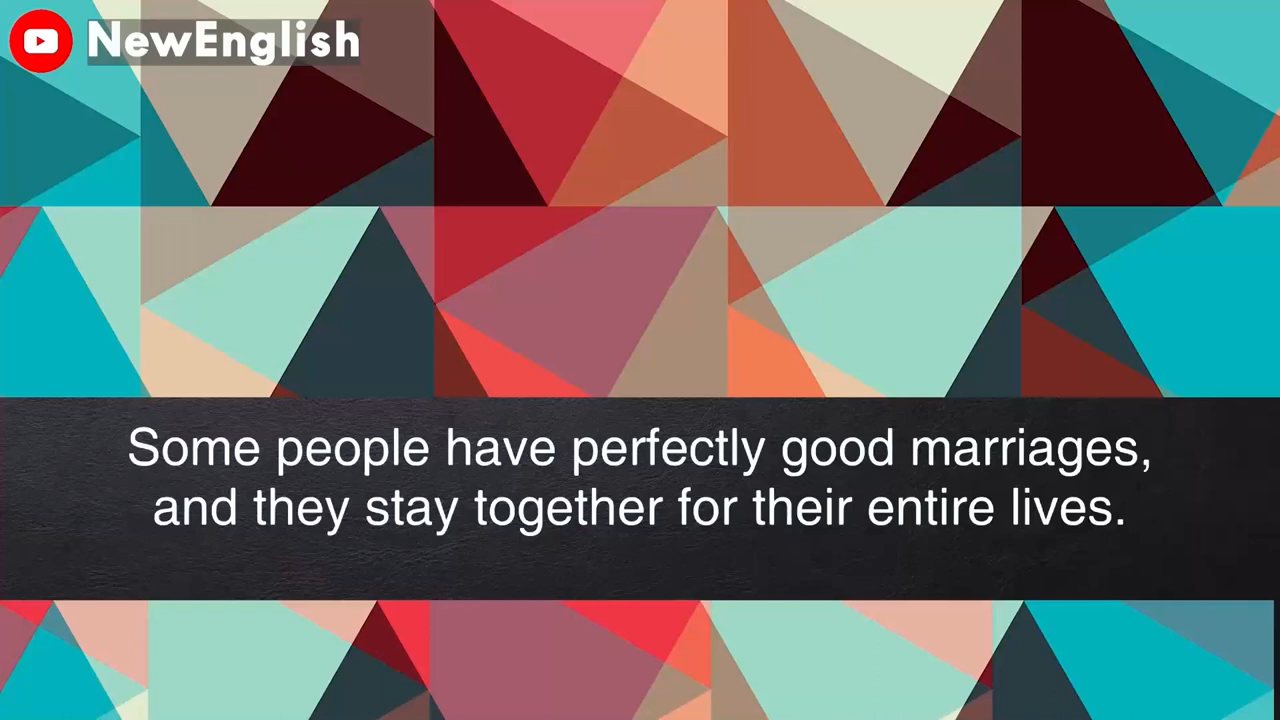 NewEnglish
Some people have perfectly good marriages,
and they stay together for their entire lives.